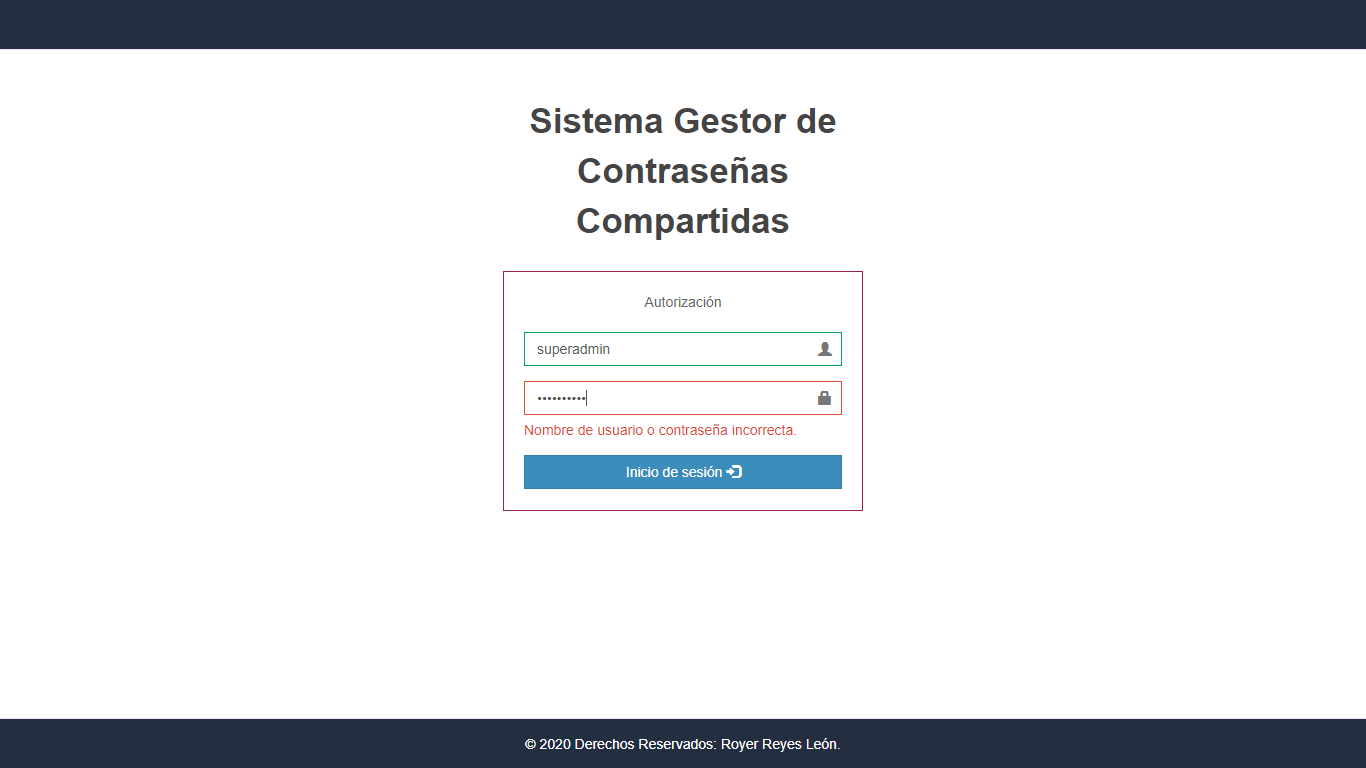 Sistema Gestor de
Contraseñas
Compartidas
Autorización
superadmin
••••••••••
Nombre de usuario o contraseña incorrecta.
Inicio de sesión
© 2020 Derechos Reservados: Royer Reyes León.